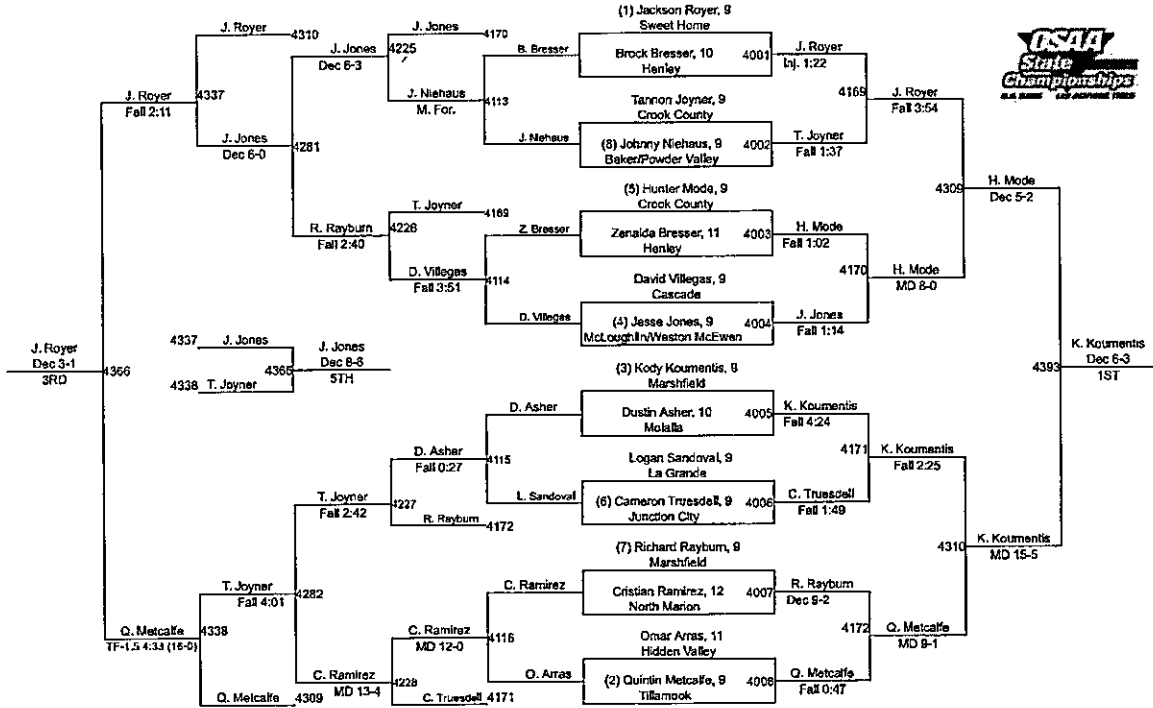 OSAA
State
Championships
(1) Jackson Royer, 9
Sweet Home
Brock Bresser, 10
Henley
4001
Tannon Joyner, 9
Crook County
(8) Johnny Niehaus, 9
Baker/Powder Valley
4002
(5) Hunter Mode, 9
Crook County
Zenaida Bresser, 11
Henley
4003
David Villegas, 9
Cascade
(4) Jesse Jones, 9
McLoughlin/Weston McEwen
4004
(3) Kody Koumentis, 9
Marshfield
Dustin Asher, 10
Molalla
4005
Logan Sandoval, 9
La Grande
(6) Cameron Truesdell, 9
Junction City
4006
(7) Richard Rayburn, 9
Marshfield
Cristian Ramirez, 12
North Marion
4007
Omar Arras, 11
Hidden Valley
(2) Quintin Metcalfe, 9
Tillamook
4008
J. Royer
Inj. 1:22
4169
T. Joyner
Fall 1:37
H. Mode
Fall 1:02
4170
J. Jones
Fall 1:14
K. Koumentis
Fall 4:24
4171
C. Truesdell
Fall 1:49
R. Rayburn
Dec 9-2
4172
Q. Metcalfe
Fall 0:47
J. Royer
Fall 3:54
4309
H. Mode
MD 8-0
K. Koumentis
Fall 2:25
4310
Q. Metcalfe
MD 9-1
H. Mode
Dec 5-2
4393
K. Koumentis
MD 15-5
K. Koumentis
Dec 6-3
1ST
B. Bresser
4113
J. Niehaus
Z. Bresser
4114
D. Villegas
D. Asher
4115
L. Sandoval
C. Ramirez
4116
O. Arras
J. Jones
4170
4225
J. Niehaus
M. For.
T. Joyner
4169
4226
D. Villegas
Fall 3:51
D. Asher
Fall 0:27
4227
R. Rayburn
4172
C. Ramirez
MD 12-0
4228
C. Truesdell
4171
J. Jones
Dec 6-3
4281
R. Rayburn
Fall 2:40
T. Joyner
Fall 2:42
4282
C. Ramirez
MD 13-4
J. Royer
4310
4337
J. Jones
Dec 6-0
T. Joyner
Fall 4:01
4338
Q. Metcalfe
4309
J. Royer
Fall 2:11
4366
Q. Metcalfe
TF-1.5 4:33 (16-0)
J. Royer
Dec 3-1
3RD
4337
J. Jones
4365
4338
T. Joyner
J. Jones
5TH